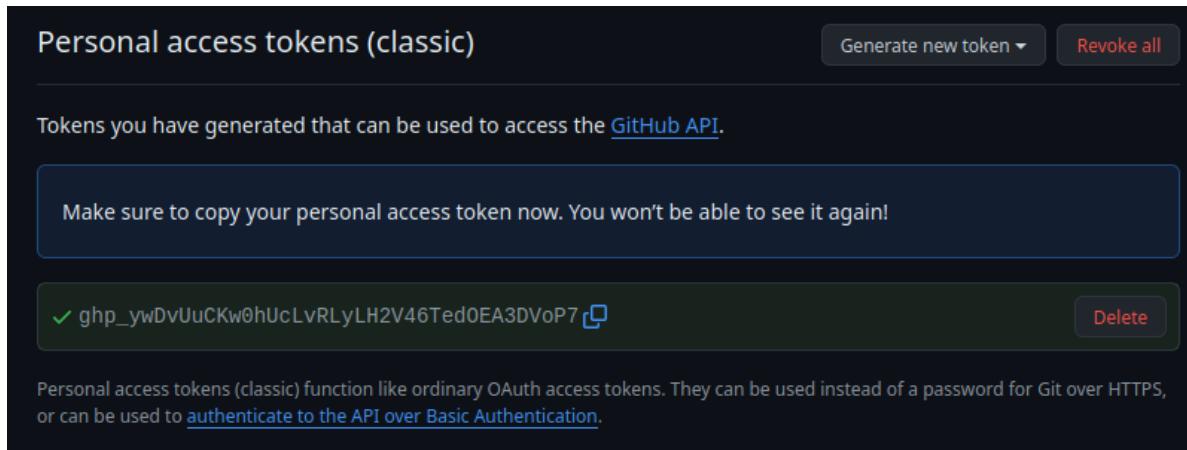 Personal access tokens (classic)
Generate new token
Revoke all
Tokens you have generated that can be used to access the GitHub API.
Make sure to copy your personal access token now. You won't be able to see it again!
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
Delete
Personal access tokens (classic) function like ordinary OAuth access tokens. They can be used instead of a password for Git over HTTPS,
or can be used to authenticate to the API over Basic Authentication.